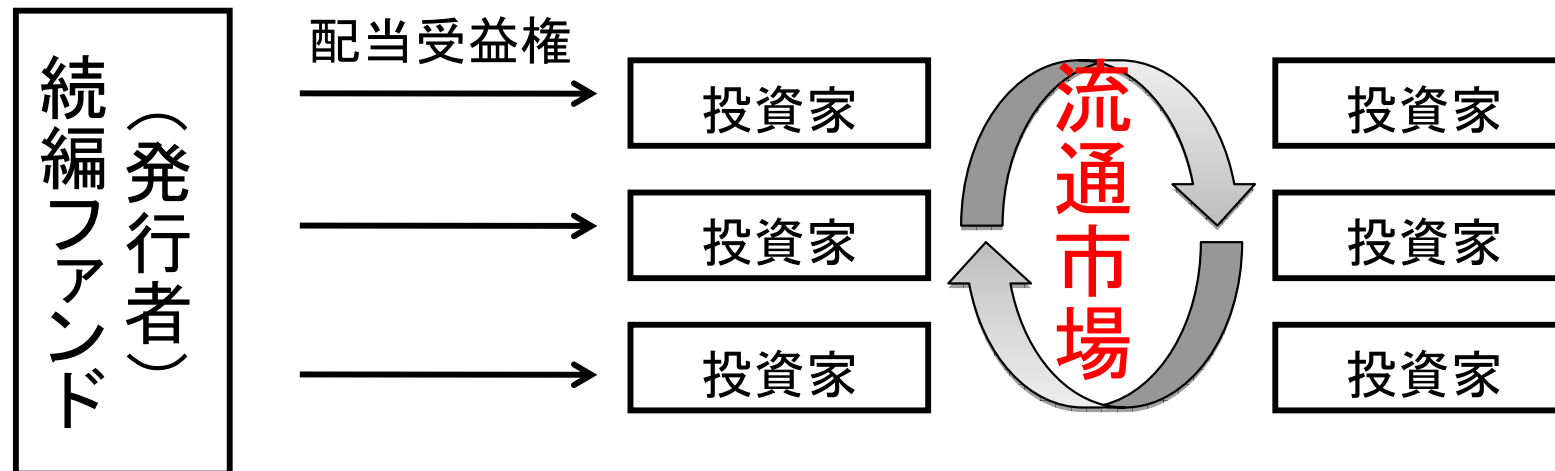 続編ファンド
（発行者）
配当受益権
投資家
投資家
投資家
流通市場
投資家
投資家
投資家